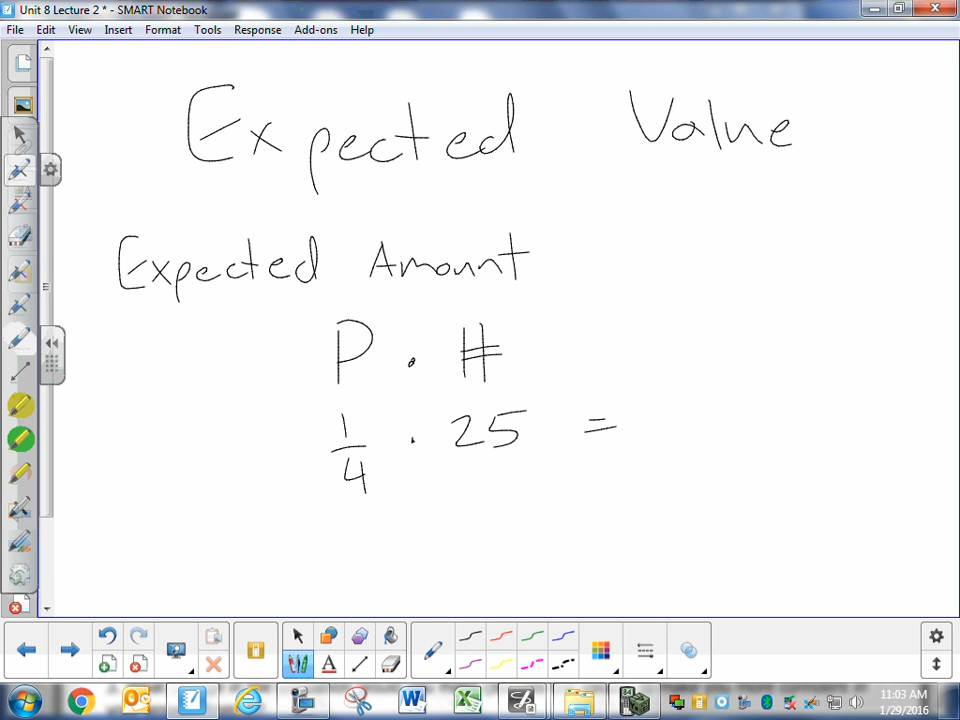 Unit 8 Lecture 2 * - SMART Notebook
File Edit View Insert Format Tools Response Add-ons Help
Expected Value
Expected Amount
P · #
1/4 · 25 =
A
11:03 AM
1/29/2016